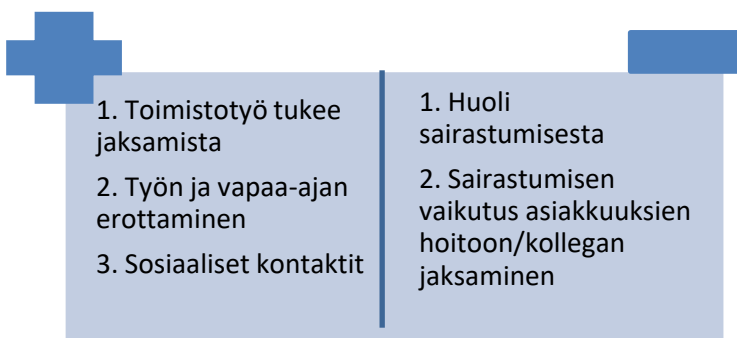 1. Toimistotyö tukee
jaksamista
2. Työn ja vapaa-ajan
erottaminen
3. Sosiaaliset kontaktit
1. Huoli
sairastumisesta
2. Sairastumisen
vaikutus asiakkuuksien
hoitoon/kollegan
jaksaminen